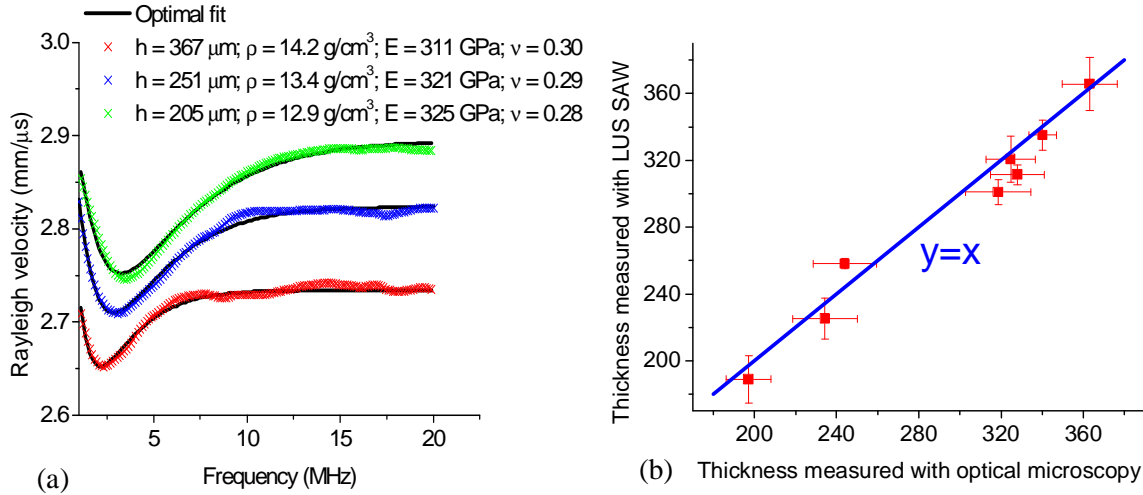 Optimal fit
h = 367 μm; ρ = 14.2 g/cm³; E = 311 GPa; ν = 0.30
h = 251 μm; ρ = 13.4 g/cm³; E = 321 GPa; ν = 0.29
h = 205 μm; ρ = 12.9 g/cm³; E = 325 GPa; ν = 0.28
Rayleigh velocity (mm/μs)
3.0
2.9
2.8
2.7
2.6
5
10
15
20
Frequency (MHz)
(a)
Thickness measured with LUS SAW
360
320
280
240
200
y=x
200
240
280
320
360
Thickness measured with optical microscopy
(b)